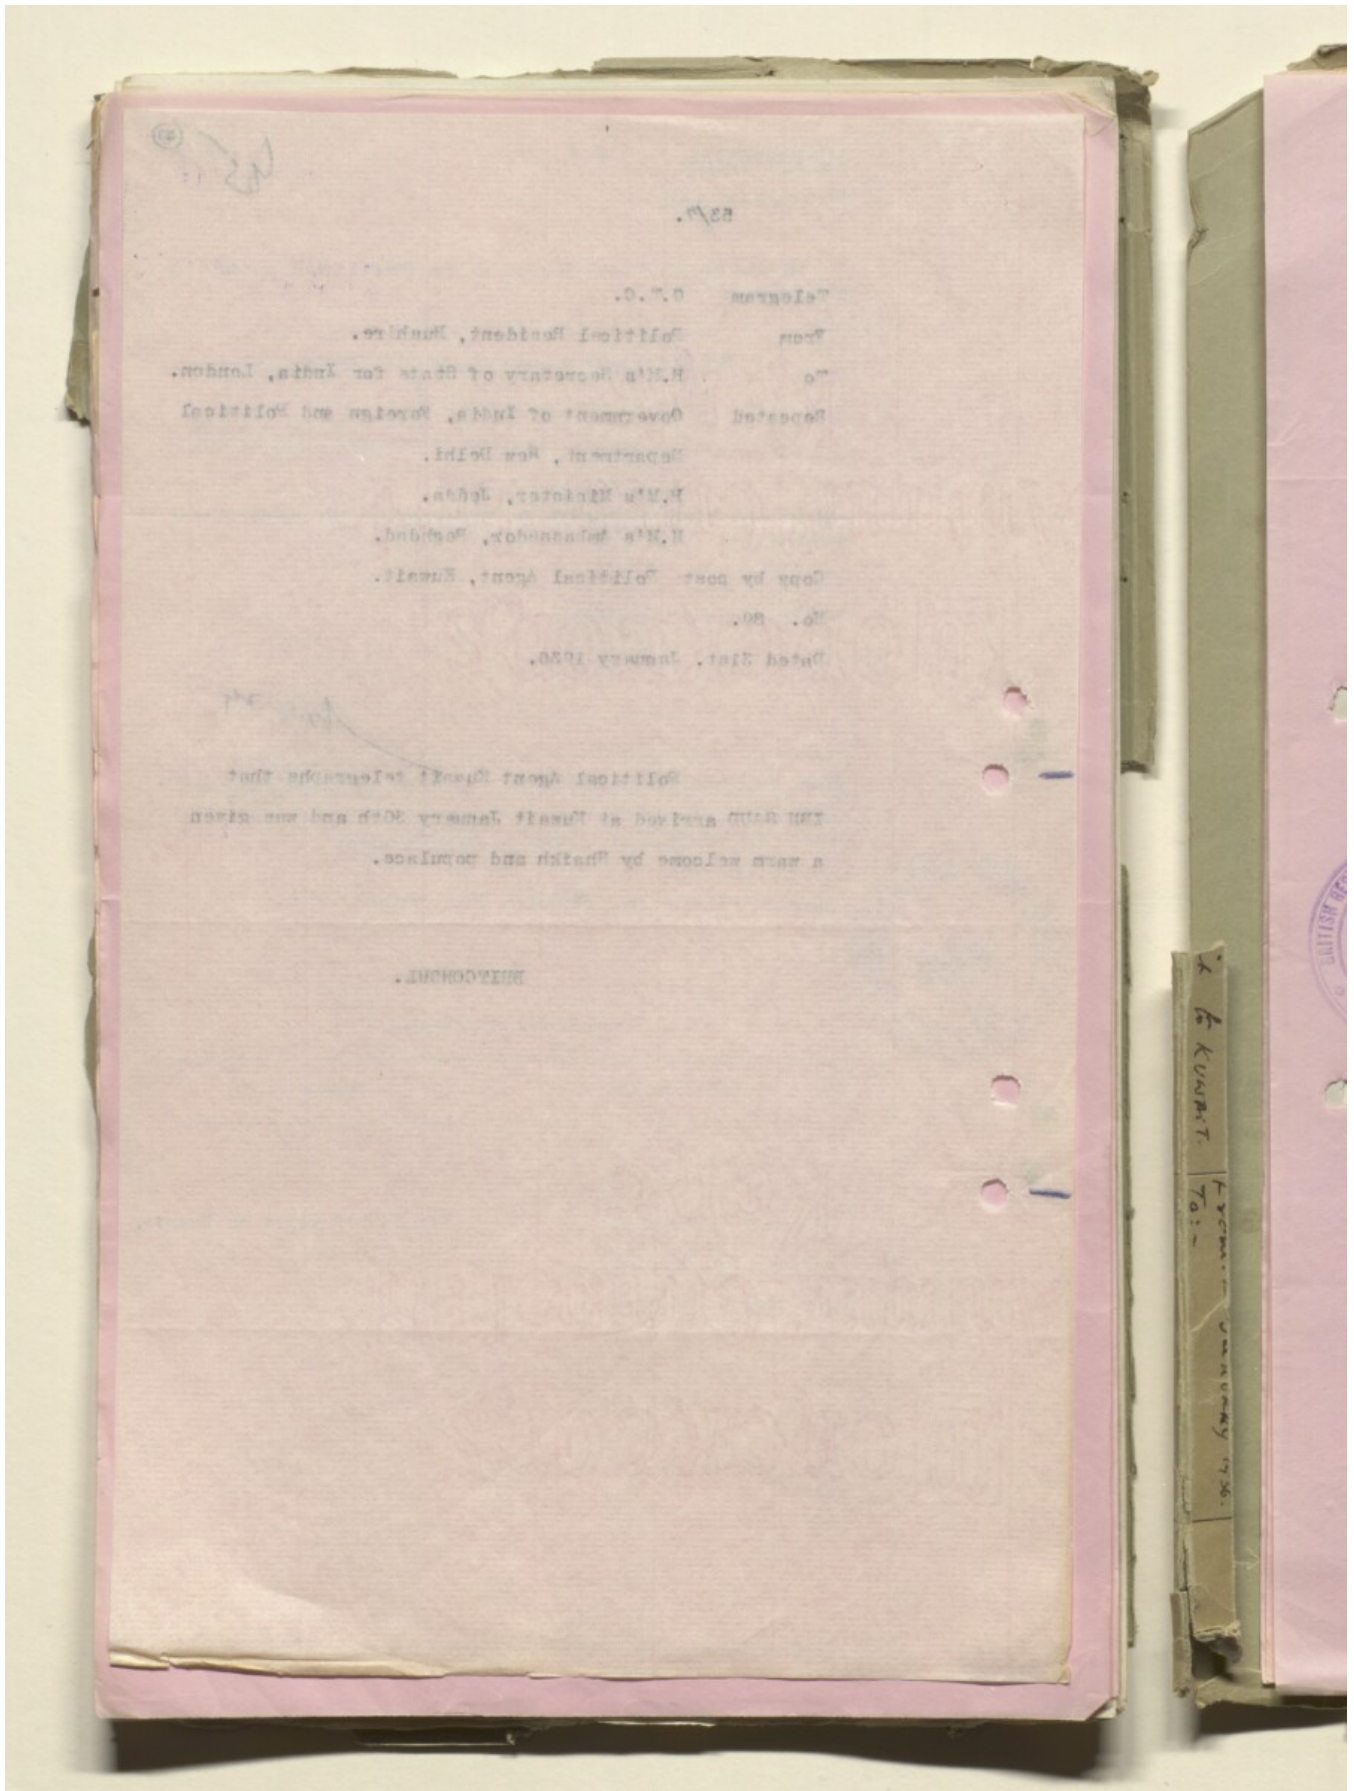 53/7.
Telegram G.T.C.
From Political Resident, Bushire.
To H.M's Secretary of State for India, London.
Repeated Government of India, Foreign and Political
Department, New Delhi.
H.M's Minister, Jedda.
H.M's Ambassador, Baghdad.
Copy by post Political Agent, Kuwait.
No. 80.
Dated 31st. January 1936.
Political Agent Kuwait telegraphs that
IBN SAUD arrived at Kuwait January 30th and was given
a warm welcome by Shaikh and populace.
BRITCONSUL.
to KUWAIT.
From:-
To:-
JANUARY 1936.
BRITISH